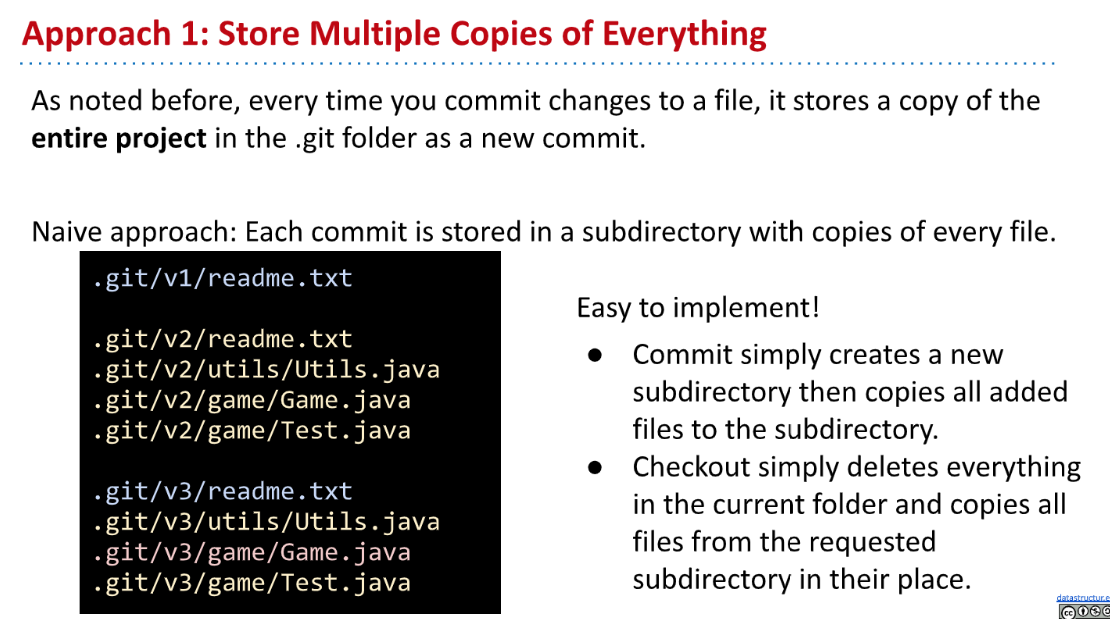 Approach 1: Store Multiple Copies of Everything
As noted before, every time you commit changes to a file, it stores a copy of the
entire project in the .git folder as a new commit.
Naive approach: Each commit is stored in a subdirectory with copies of every file.
.git/v1/readme.txt
.git/v2/readme.txt
.git/v2/utils/Utils.java
.git/v2/game/Game.java
.git/v2/game/Test.java
.git/v3/readme.txt
.git/v3/utils/Utils.java
.git/v3/game/Game.java
.git/v3/game/Test.java
Easy to implement!
● Commit simply creates a new
subdirectory then copies all added
files to the subdirectory.
● Checkout simply deletes everything
in the current folder and copies all
files from the requested
subdirectory in their place.
datastructur.e
cc